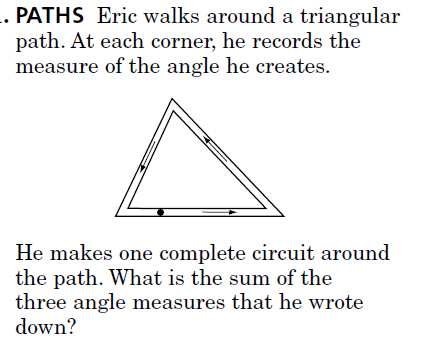 . PATHS Eric walks around a triangular
path. At each corner, he records the
measure of the angle he creates.
He makes one complete circuit around
the path. What is the sum of the
three angle measures that he wrote
down?